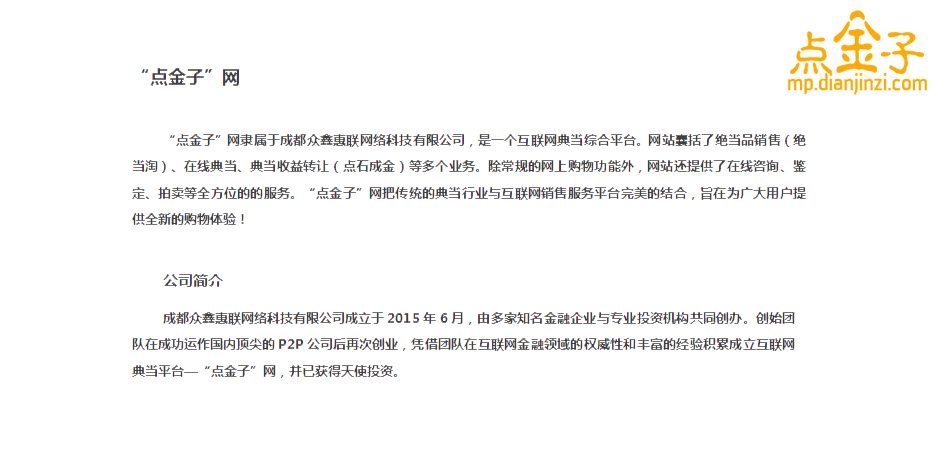 点金子
mp.dianjinzi.com
“点金子”网
“点金子”网隶属于成都众鑫惠联网络科技有限公司，是一个互联网典当综合平台。网站囊括了绝当品销售（绝
当淘）、在线典当、典当收益转让（点石成金）等多个业务。除常规的网上购物功能外，网站还提供了在线咨询、鉴
定、拍卖等全方位的的服务。“点金子”网把传统的典当行业与互联网销售服务平台完美的结合，旨在为广大用户提
供全新的购物体验！
公司简介
成都众鑫惠联网络科技有限公司成立于 2015 年 6 月，由多家知名金融企业与专业投资机构共同创办。创始团
队在成功运作国内顶尖的 P2P 公司后再次创业，凭借团队在互联网金融领域的权威性和丰富的经验积累成立互联网
典当平台—“点金子”网，并已获得天使投资。